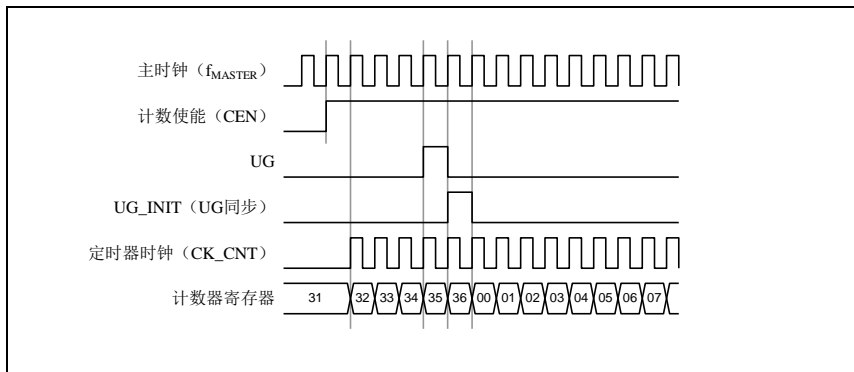 主时钟（fMASTER）
计数使能（CEN）
UG
UG_INIT（UG同步）
定时器时钟（CK_CNT）
计数器寄存器 31 32 33 34 35 36 00 01 02 03 04 05 06 07